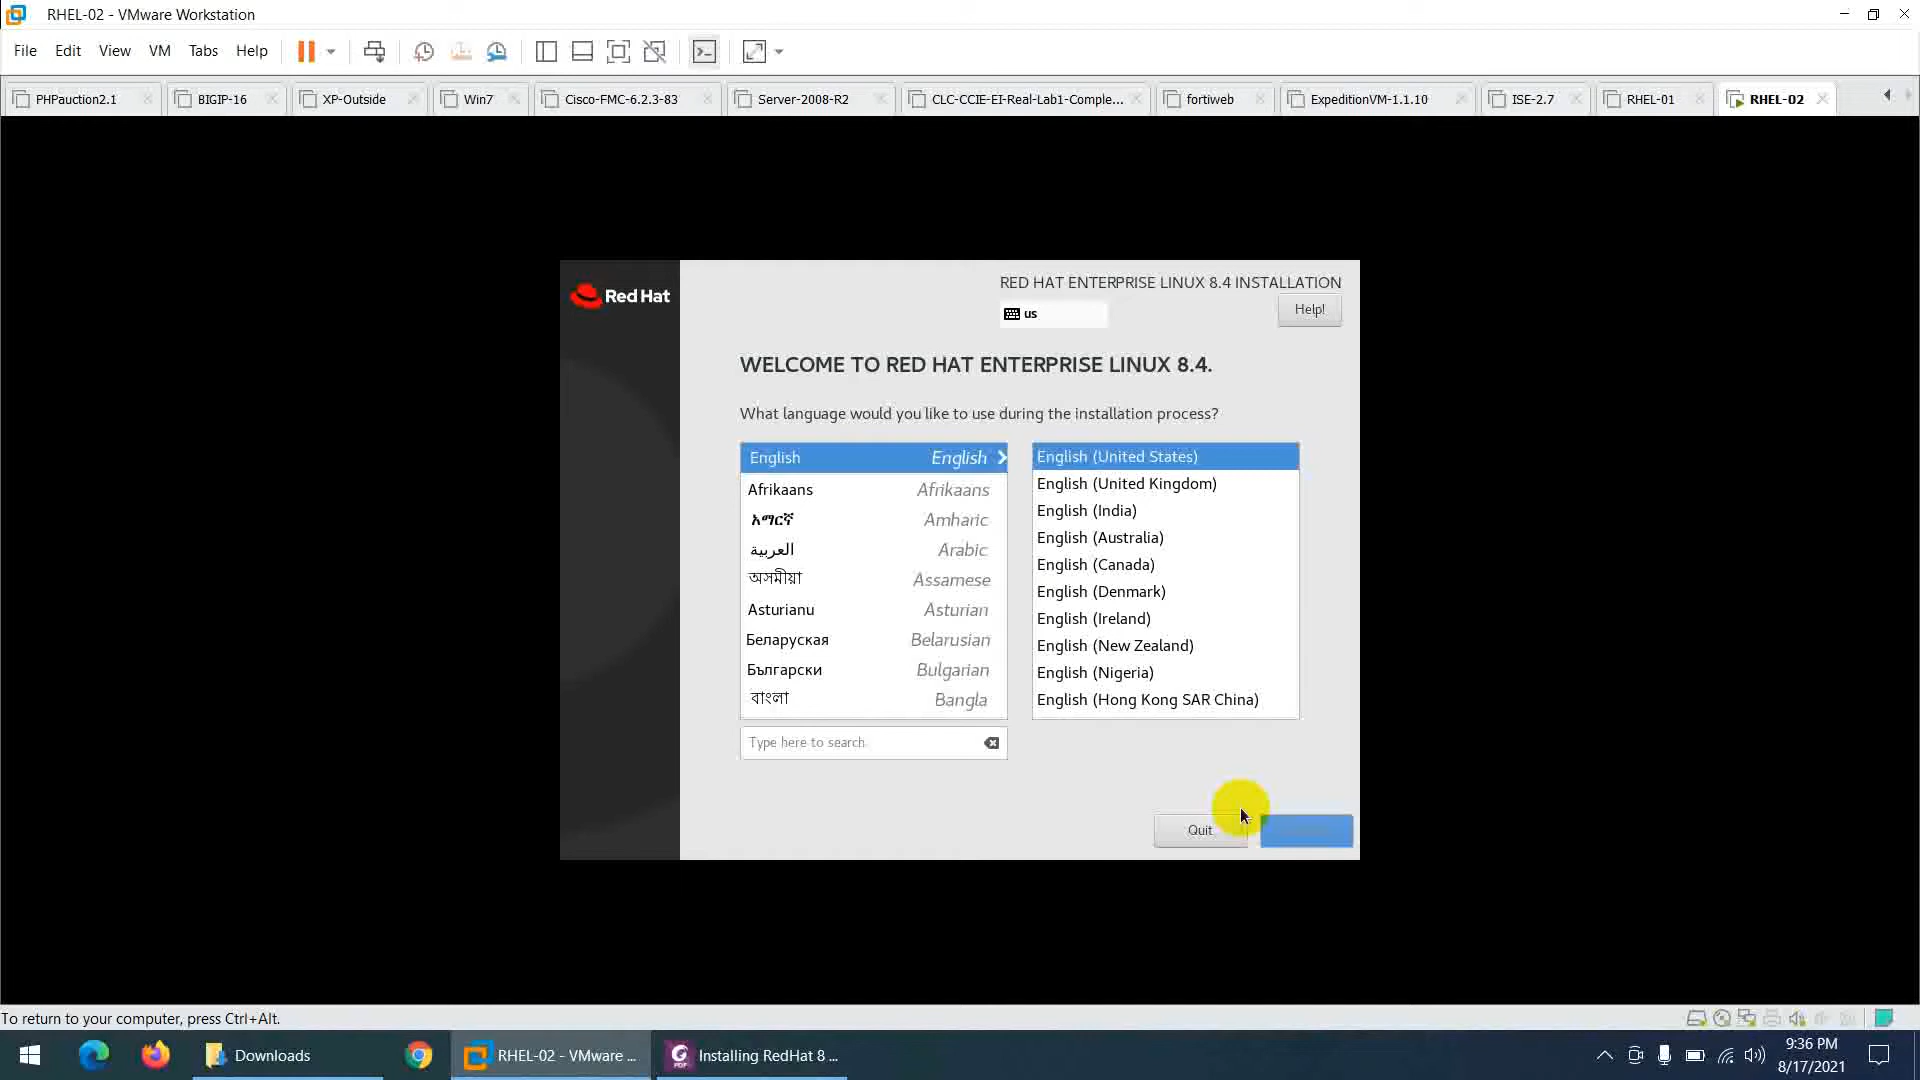 RHEL-02 - VMware Workstation
File Edit View VM Tabs Help
PHPauction2.1 BIGIP-16 XP-Outside Win7 Cisco-FMC-6.2.3-83 Server-2008-R2 CLC-CCIE-EI-Real-Lab1-Comple... fortiweb ExpeditionVM-1.1.10 ISE-2.7 RHEL-01 RHEL-02
Red Hat
RED HAT ENTERPRISE LINUX 8.4 INSTALLATION
us
Help!
WELCOME TO RED HAT ENTERPRISE LINUX 8.4.
What language would you like to use during the installation process?
English English
Afrikaans Afrikaans
አማርኛ Amharic
العربية Arabic
অসমীয়া Assamese
Asturianu Asturian
Беларуская Belarusian
Български Bulgarian
বাংলা Bangla
English (United States)
English (United Kingdom)
English (India)
English (Australia)
English (Canada)
English (Denmark)
English (Ireland)
English (New Zealand)
English (Nigeria)
English (Hong Kong SAR China)
Type here to search.
Quit
To return to your computer, press Ctrl+Alt.
Downloads
RHEL-02 - VMware ...
PDF
Installing RedHat 8 ...
9:36 PM
8/17/2021